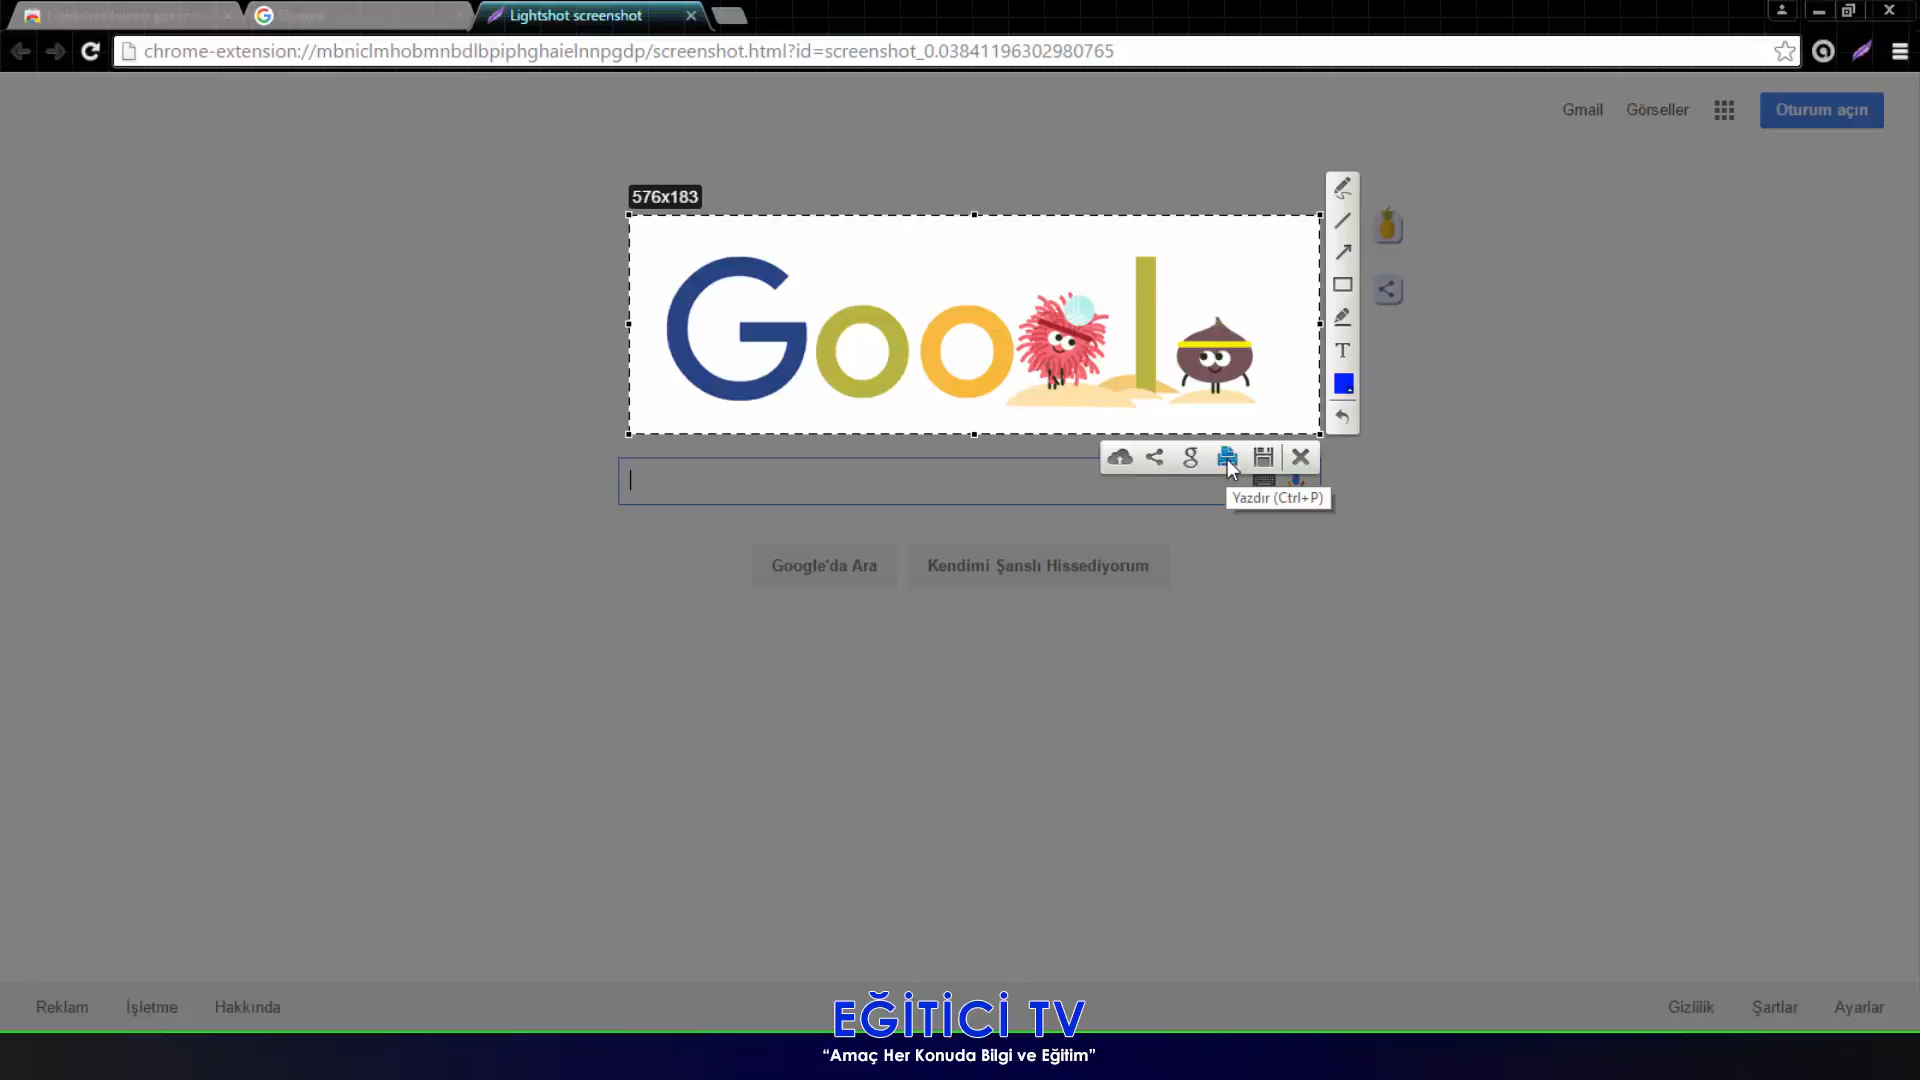 Lightshot screenshot
chrome-extension://mbniclmhobmnbdlbpiphghaielnnpgdp/screenshot.html?id=screenshot_0.03841196302980765
Gmail
Görseller
Oturum açın
576x183
Googl
T
g
Yazdır (Ctrl+P)
Google'da Ara
Kendimi Şanslı Hissediyorum
Reklam
İşletme
Hakkında
Gizlilik
Şartlar
Ayarlar
EĞİTİCİ TV
“Amaç Her Konuda Bilgi ve Eğitim”